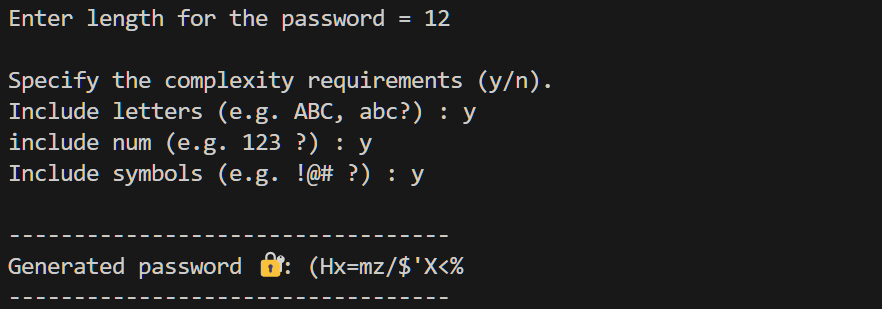 Enter length for the password = 12
Specify the complexity requirements (y/n).
Include letters (e.g. ABC, abc?) : y
include num (e.g. 123 ?) : y
Include symbols (e.g. !@# ?) : y
----------------------------------
Generated password 🔐: (Hx=mz/$'X<%
----------------------------------